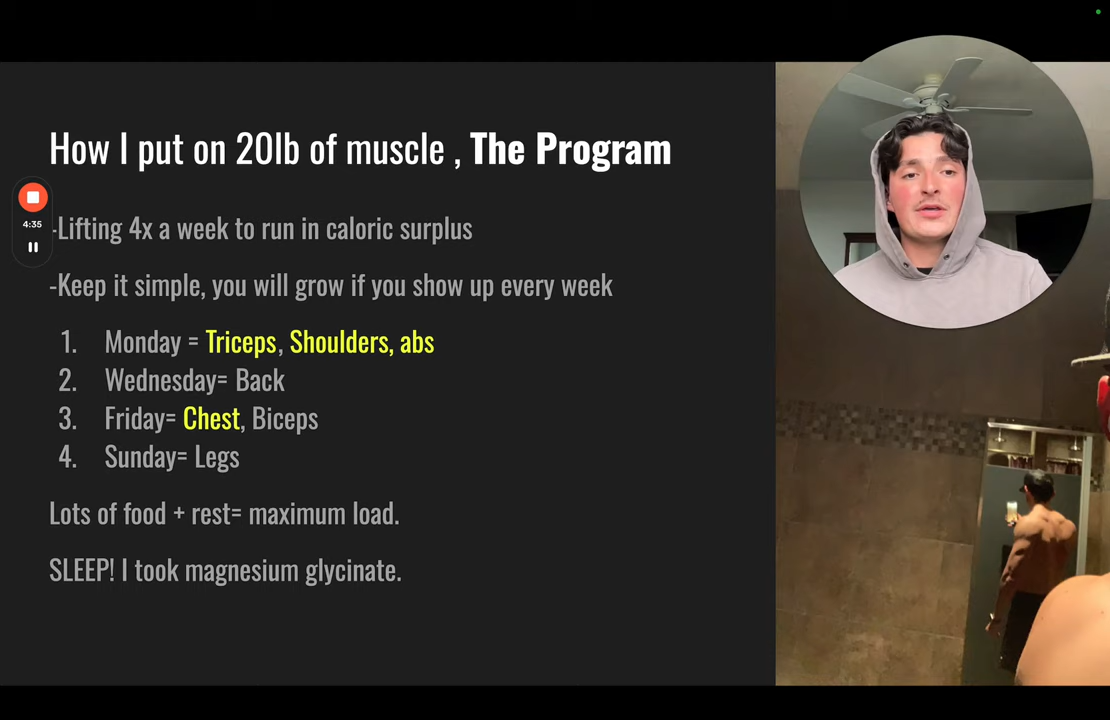 How I put on 20lb of muscle , The Program
4:35
-Lifting 4x a week to run in caloric surplus
-Keep it simple, you will grow if you show up every week
1. Monday = Triceps, Shoulders, abs
2. Wednesday= Back
3. Friday= Chest, Biceps
4. Sunday= Legs
Lots of food + rest= maximum load.
SLEEP! I took magnesium glycinate.